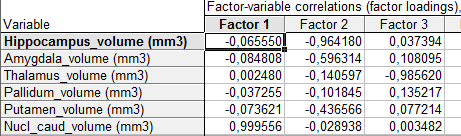 Factor-variable correlations (factor loadings),
Variable Factor 1 Factor 2 Factor 3
Hippocampus_volume (mm3) -0,065550 -0,964180 0,037394
Amygdala_volume (mm3) -0,084808 -0,596314 0,108095
Thalamus_volume (mm3) 0,002480 -0,140597 -0,985620
Pallidum_volume (mm3) -0,037255 -0,101845 0,135217
Putamen_volume (mm3) -0,073621 -0,436566 0,077214
Nucl_caud_volume (mm3) 0,999556 -0,028938 0,003482